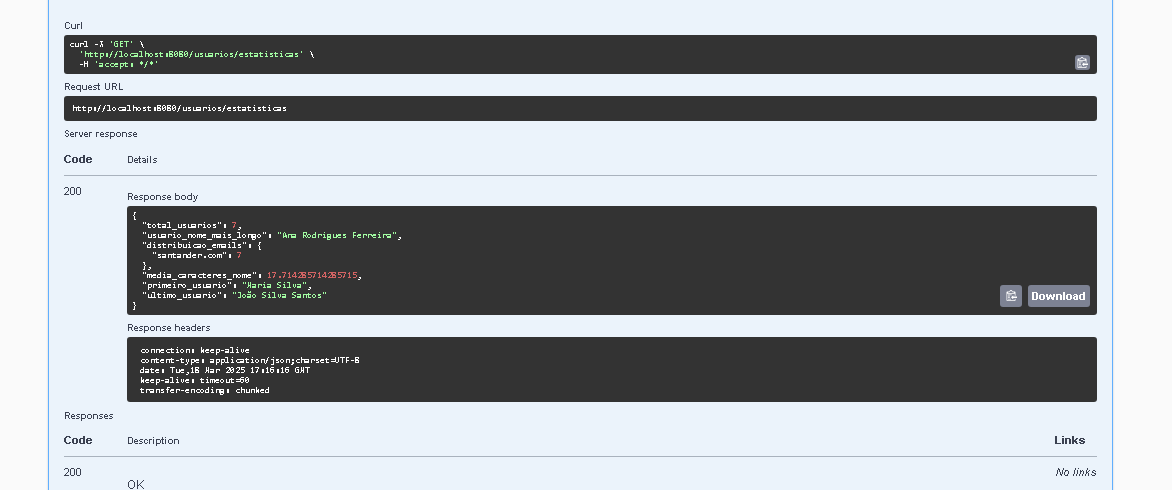 Curl
curl -X 'GET' \
'http://localhost:8080/usuarios/estatisticas' \
-H 'accept: */*'
Request URL
http://localhost:8080/usuarios/estatisticas
Server response
Code Details
200
Response body
{
"total_usuarios": 7,
"usuario_nome_mais_longo": "Ana Rodrigues Ferreira",
"distribuicao_emails": {
"santander.com": 7
},
"media_caracteres_nome": 17.714285714285715,
"primeiro_usuario": "Maria Silva",
"ultimo_usuario": "João Silva Santos"
}
Download
Response headers
connection: keep-alive
content-type: application/json;charset=UTF-8
date: Tue,18 Mar 2025 17:16:16 GMT
keep-alive: timeout=60
transfer-encoding: chunked
Responses
Code Description Links
200 No links
OK